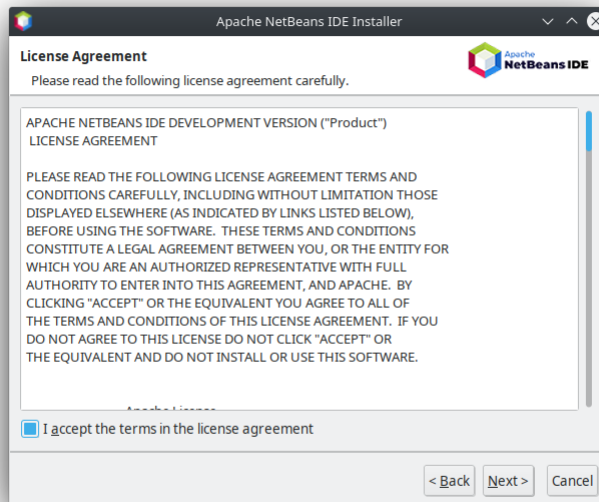 Apache NetBeans IDE Installer
License Agreement
Please read the following license agreement carefully.
Apache
NetBeans IDE
APACHE NETBEANS IDE DEVELOPMENT VERSION ("Product")
LICENSE AGREEMENT
PLEASE READ THE FOLLOWING LICENSE AGREEMENT TERMS AND
CONDITIONS CAREFULLY, INCLUDING WITHOUT LIMITATION THOSE
DISPLAYED ELSEWHERE (AS INDICATED BY LINKS LISTED BELOW),
BEFORE USING THE SOFTWARE.  THESE TERMS AND CONDITIONS
CONSTITUTE A LEGAL AGREEMENT BETWEEN YOU, OR THE ENTITY FOR
WHICH YOU ARE AN AUTHORIZED REPRESENTATIVE WITH FULL
AUTHORITY TO ENTER INTO THIS AGREEMENT, AND APACHE.  BY
CLICKING "ACCEPT" OR THE EQUIVALENT YOU AGREE TO ALL OF
THE TERMS AND CONDITIONS OF THIS LICENSE AGREEMENT.  IF YOU
DO NOT AGREE TO THIS LICENSE DO NOT CLICK "ACCEPT" OR
THE EQUIVALENT AND DO NOT INSTALL OR USE THIS SOFTWARE.
Apache License
I accept the terms in the license agreement
< Back
Next >
Cancel